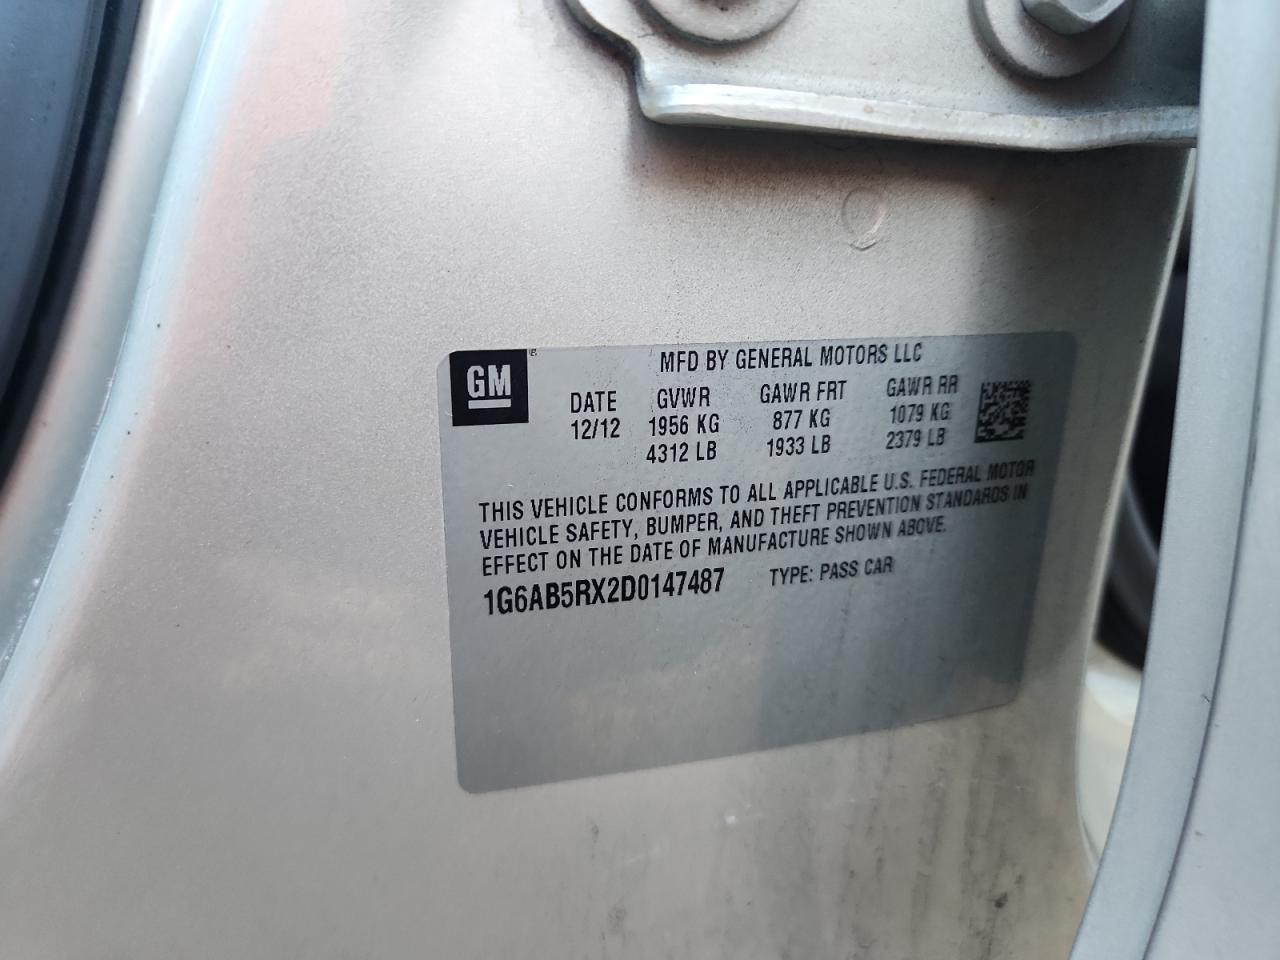 GM
MFD BY GENERAL MOTORS LLC
DATE GVWR GAWR FRT GAWR RR
12/12 1956 KG 877 KG 1079 KG
4312 LB 1933 LB 2379 LB
THIS VEHICLE CONFORMS TO ALL APPLICABLE U.S. FEDERAL MOTOR
VEHICLE SAFETY, BUMPER, AND THEFT PREVENTION STANDARDS IN
EFFECT ON THE DATE OF MANUFACTURE SHOWN ABOVE.
1G6AB5RX2D0147487 TYPE: PASS CAR